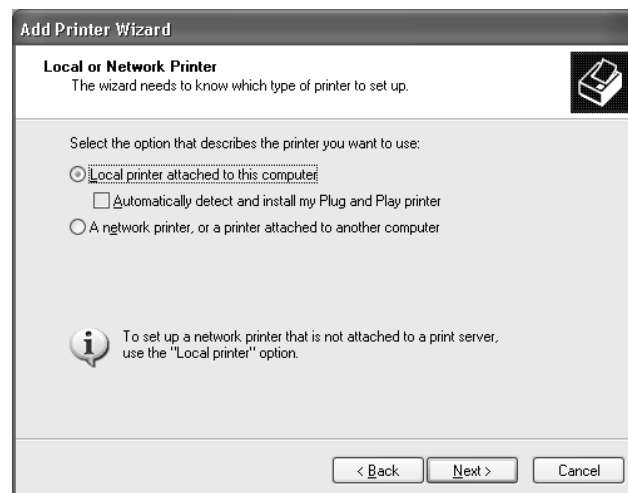 Add Printer Wizard
Local or Network Printer
The wizard needs to know which type of printer to set up.
Select the option that describes the printer you want to use:
Local printer attached to this computer
Automatically detect and install my Plug and Play printer
A network printer, or a printer attached to another computer
To set up a network printer that is not attached to a print server,
use the "Local printer" option.
< Back Next > Cancel